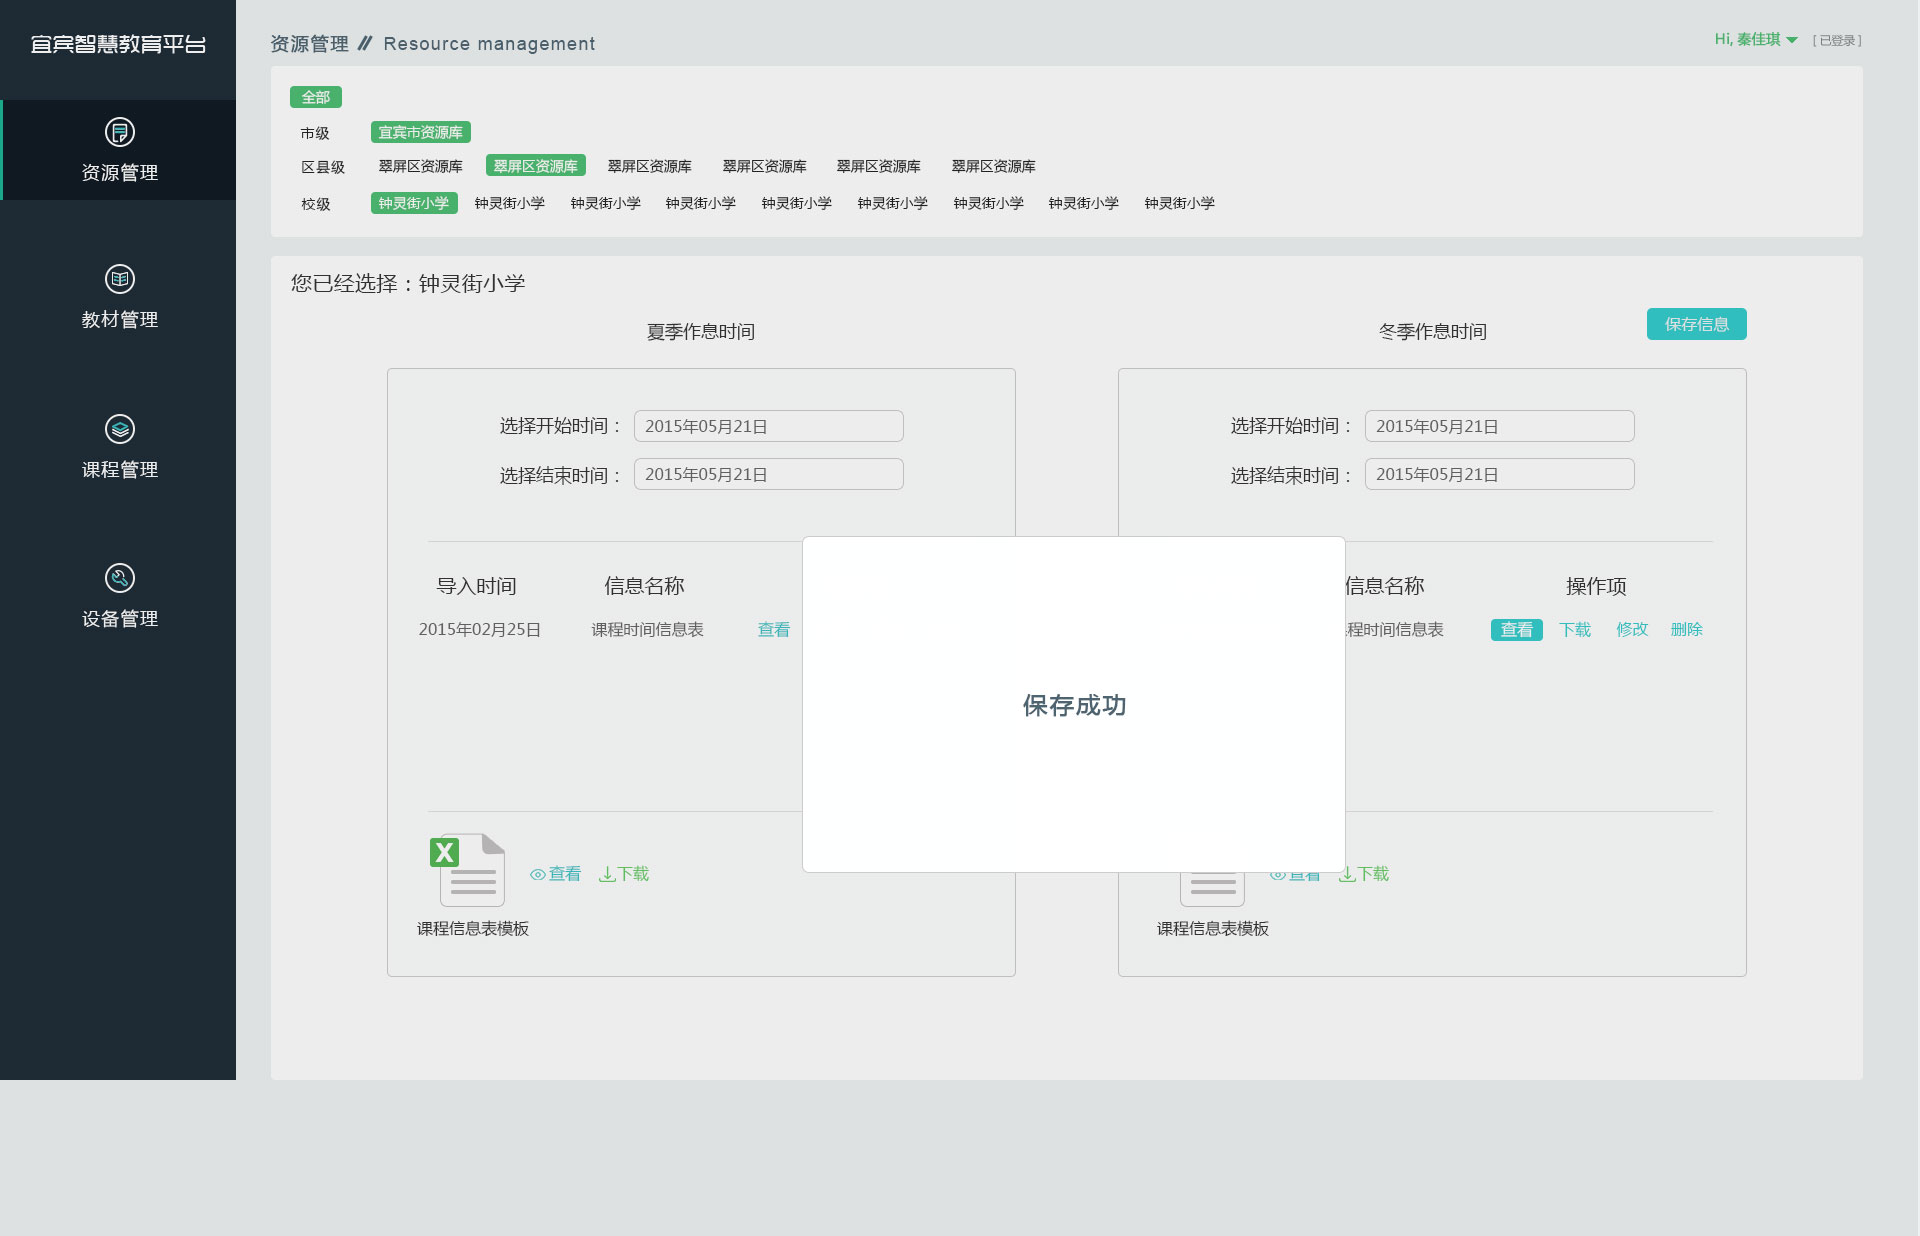 宜宾智慧教育平台
资源管理 // Resource management
Hi, 秦佳琪 [ 已登录 ]
资源管理
教材管理
课程管理
设备管理
全部
市级 宜宾市资源库
区县级 翠屏区资源库 翠屏区资源库 翠屏区资源库 翠屏区资源库 翠屏区资源库 翠屏区资源库
校级 钟灵街小学 钟灵街小学 钟灵街小学 钟灵街小学 钟灵街小学 钟灵街小学 钟灵街小学 钟灵街小学 钟灵街小学
您已经选择：钟灵街小学
夏季作息时间 冬季作息时间 保存信息
选择开始时间： 2015年05月21日 选择开始时间： 2015年05月21日
选择结束时间： 2015年05月21日 选择结束时间： 2015年05月21日
导入时间 信息名称 信息名称 操作项
2015年02月25日 课程时间信息表 查看 程时间信息表 查看 下载 修改 删除
保存成功
X
查看 下载 查看 下载
课程信息表模板 课程信息表模板